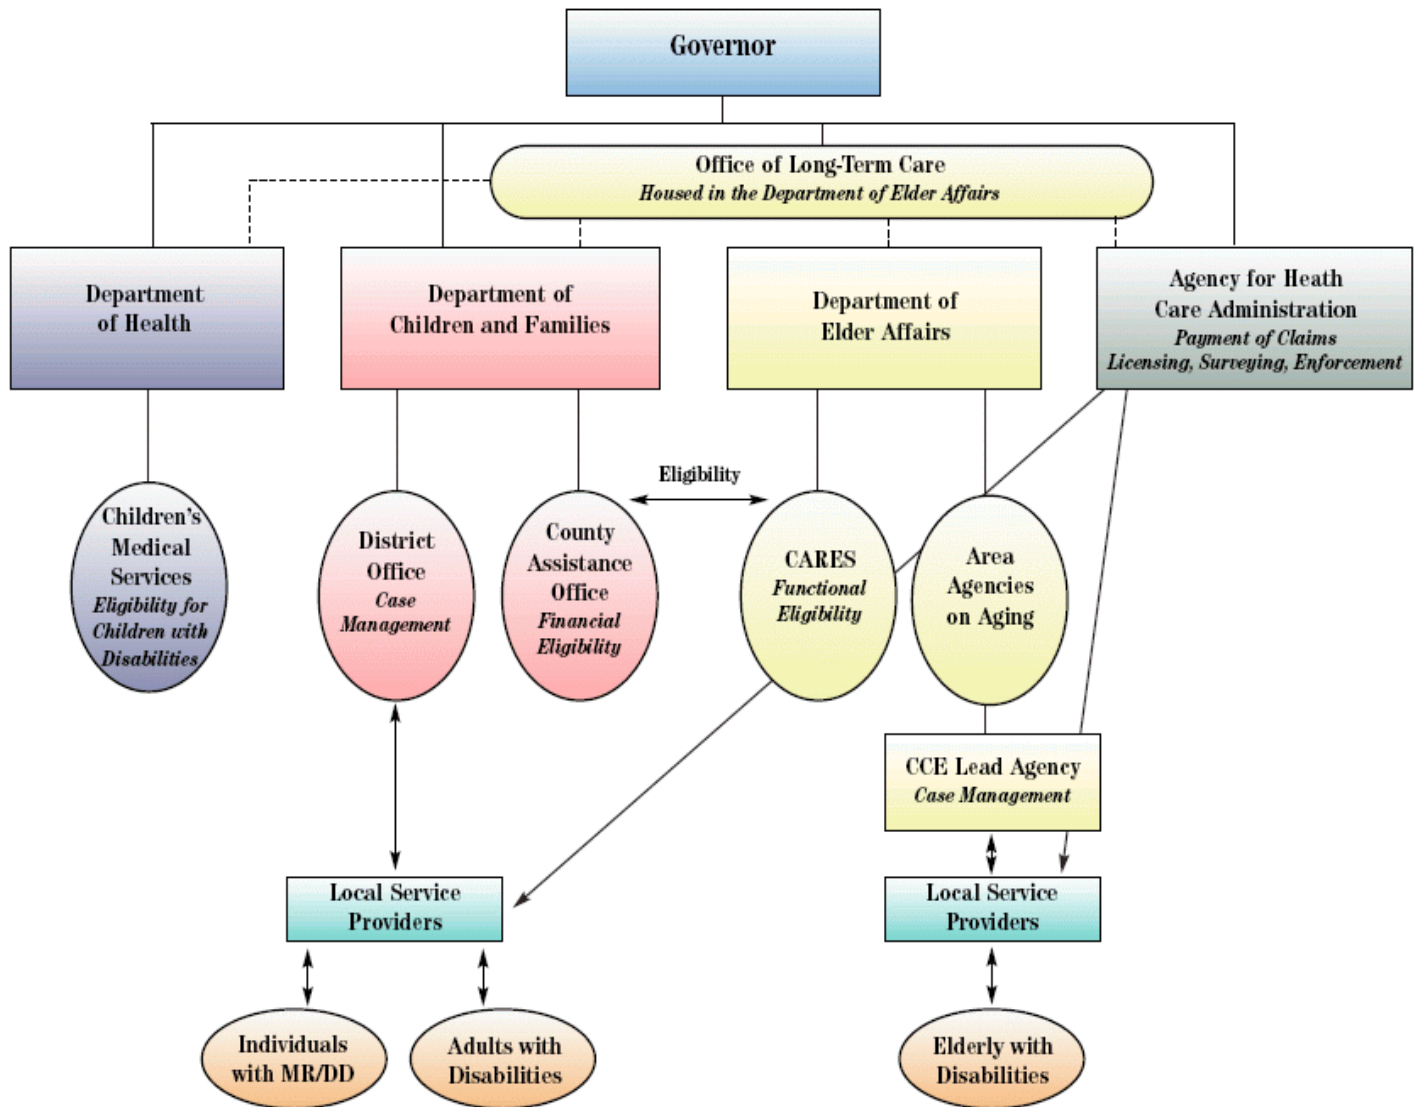 Governor
Office of Long-Term Care
Housed in the Department of Elder Affairs
Department
of Health
Department of
Children and Families
Department of
Elder Affairs
Agency for Heath
Care Administration
Payment of Claims
Licensing, Surveying, Enforcement
Eligibility
Children's
Medical
Services
Eligibility for
Children with
Disabilities
District
Office
Case
Management
County
Assistance
Office
Financial
Eligibility
CARES
Functional
Eligibility
Area
Agencies
on Aging
CCE Lead Agency
Case Management
Local Service
Providers
Local Service
Providers
Individuals
with MR/DD
Adults with
Disabilities
Elderly with
Disabilities